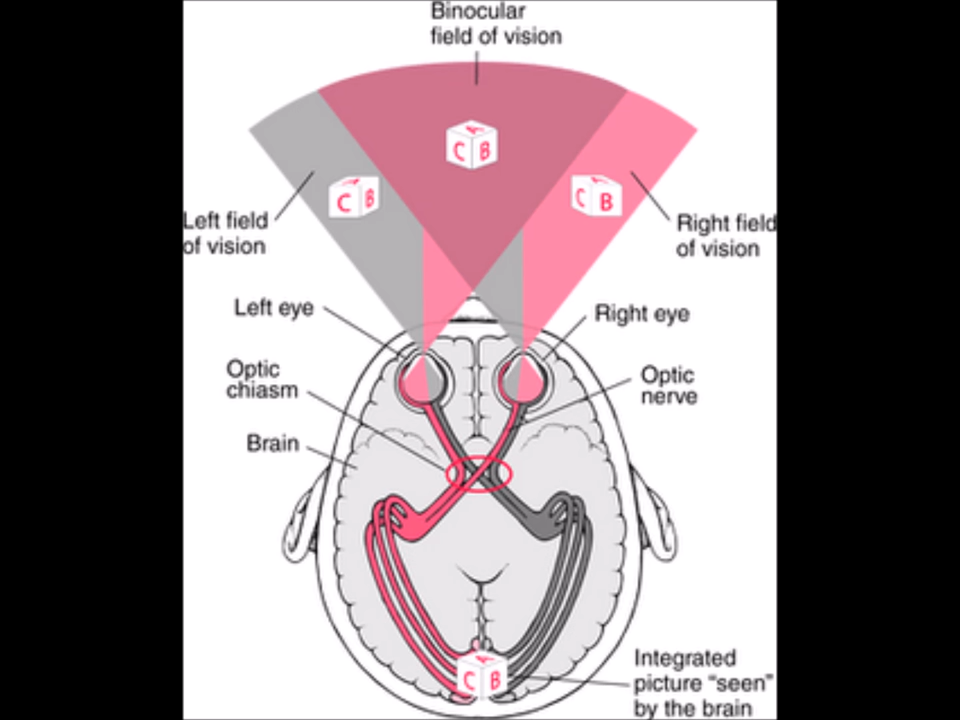 Binocular
field of vision
A
C B
A
C B
C B
Left field
of vision
Right field
of vision
Left eye
Right eye
Optic
chiasm
Optic
nerve
Brain
A
C B
Integrated
picture “seen”
by the brain